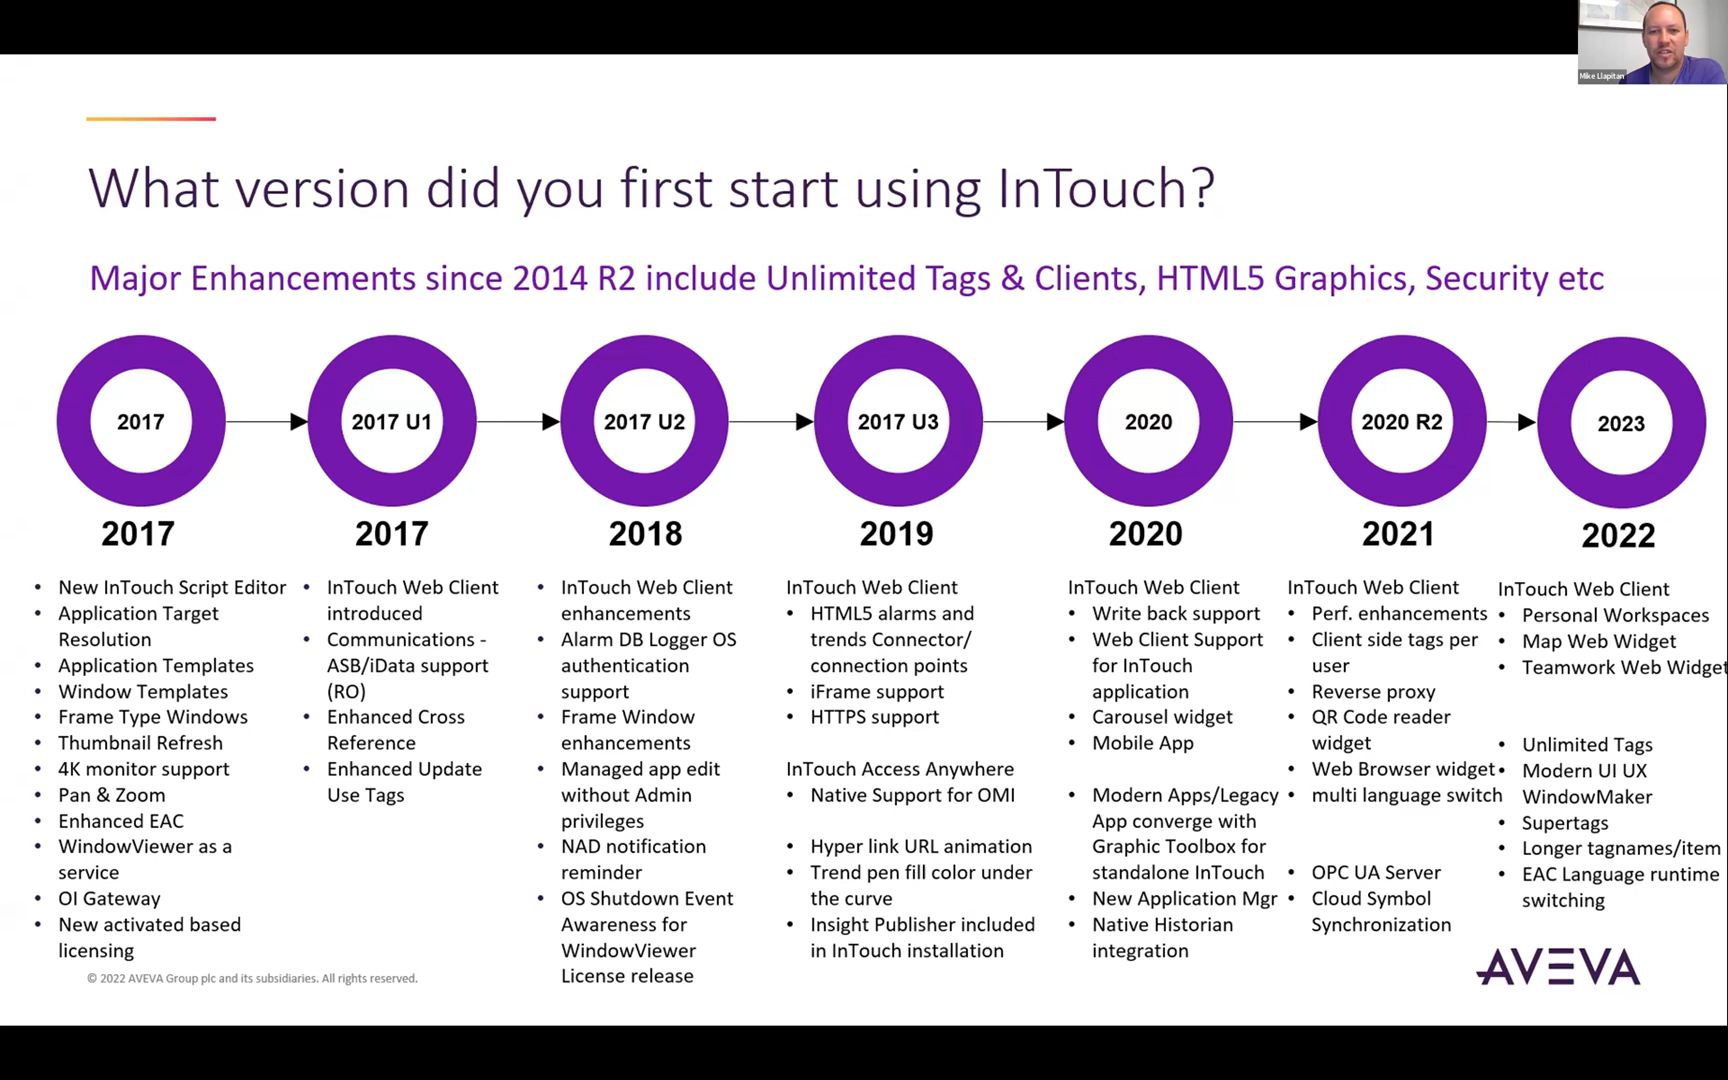 Mike Llapitan
What version did you first start using InTouch?
Major Enhancements since 2014 R2 include Unlimited Tags & Clients, HTML5 Graphics, Security etc
2017
2017 U1
2017 U2
2017 U3
2020
2020 R2
2023
2017
2017
2018
2019
2020
2021
2022
• New InTouch Script Editor
• Application Target
Resolution
• Application Templates
• Window Templates
• Frame Type Windows
• Thumbnail Refresh
• 4K monitor support
• Pan & Zoom
• Enhanced EAC
• WindowViewer as a
service
• OI Gateway
• New activated based
licensing
• InTouch Web Client
introduced
• Communications -
ASB/iData support
(RO)
• Enhanced Cross
Reference
• Enhanced Update
Use Tags
• InTouch Web Client
enhancements
• Alarm DB Logger OS
authentication
support
• Frame Window
enhancements
• Managed app edit
without Admin
privileges
• NAD notification
reminder
• OS Shutdown Event
Awareness for
WindowViewer
License release
InTouch Web Client
• HTML5 alarms and
trends Connector/
connection points
• iFrame support
• HTTPS support
InTouch Access Anywhere
• Native Support for OMI
• Hyper link URL animation
• Trend pen fill color under
the curve
• Insight Publisher included
in InTouch installation
InTouch Web Client
• Write back support
• Web Client Support
for InTouch
application
• Carousel widget
• Mobile App
• Modern Apps/Legacy
App converge with
Graphic Toolbox for
standalone InTouch
• New Application Mgr
• Native Historian
integration
InTouch Web Client
• Perf. enhancements
• Client side tags per
user
• Reverse proxy
• QR Code reader
widget
• Web Browser widget
• multi language switch
• OPC UA Server
• Cloud Symbol
Synchronization
InTouch Web Client
• Personal Workspaces
• Map Web Widget
• Teamwork Web Widget
• Unlimited Tags
• Modern UI UX
WindowMaker
• Supertags
• Longer tagnames/item
• EAC Language runtime
switching
© 2022 AVEVA Group plc and its subsidiaries. All rights reserved.
AVEVA